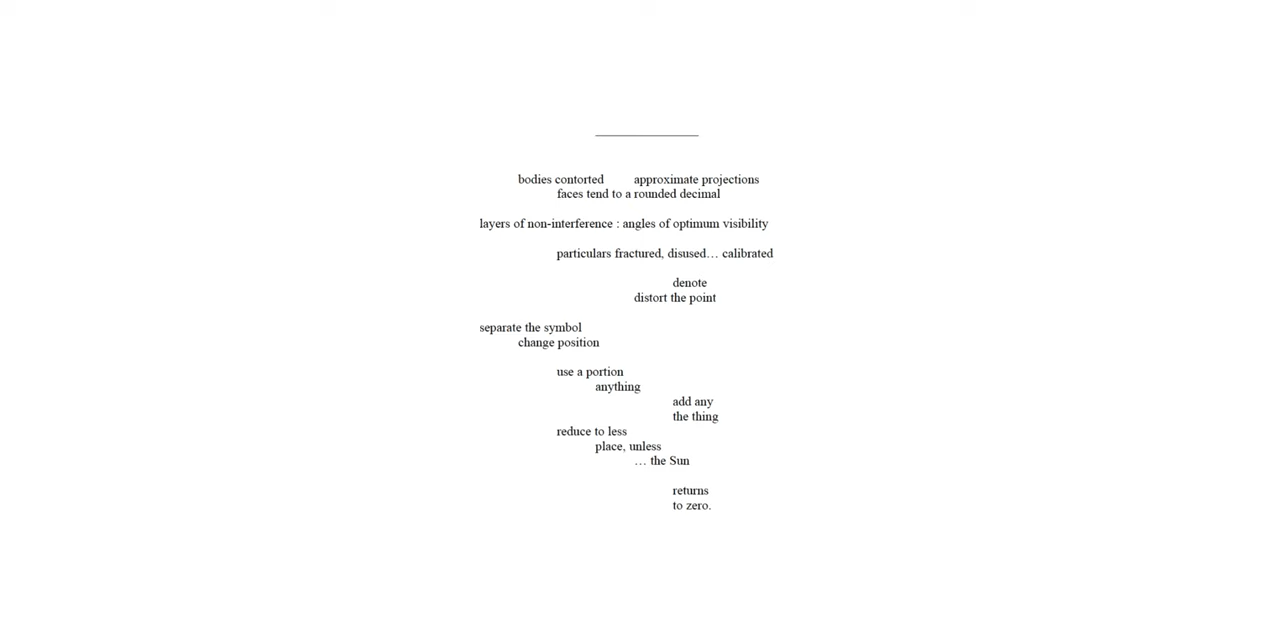 bodies contorted approximate projections
faces tend to a rounded decimal
layers of non-interference : angles of optimum visibility
particulars fractured, disused… calibrated
denote
distort the point
separate the symbol
change position
use a portion
anything
add any
the thing
reduce to less
place, unless
… the Sun
returns
to zero.